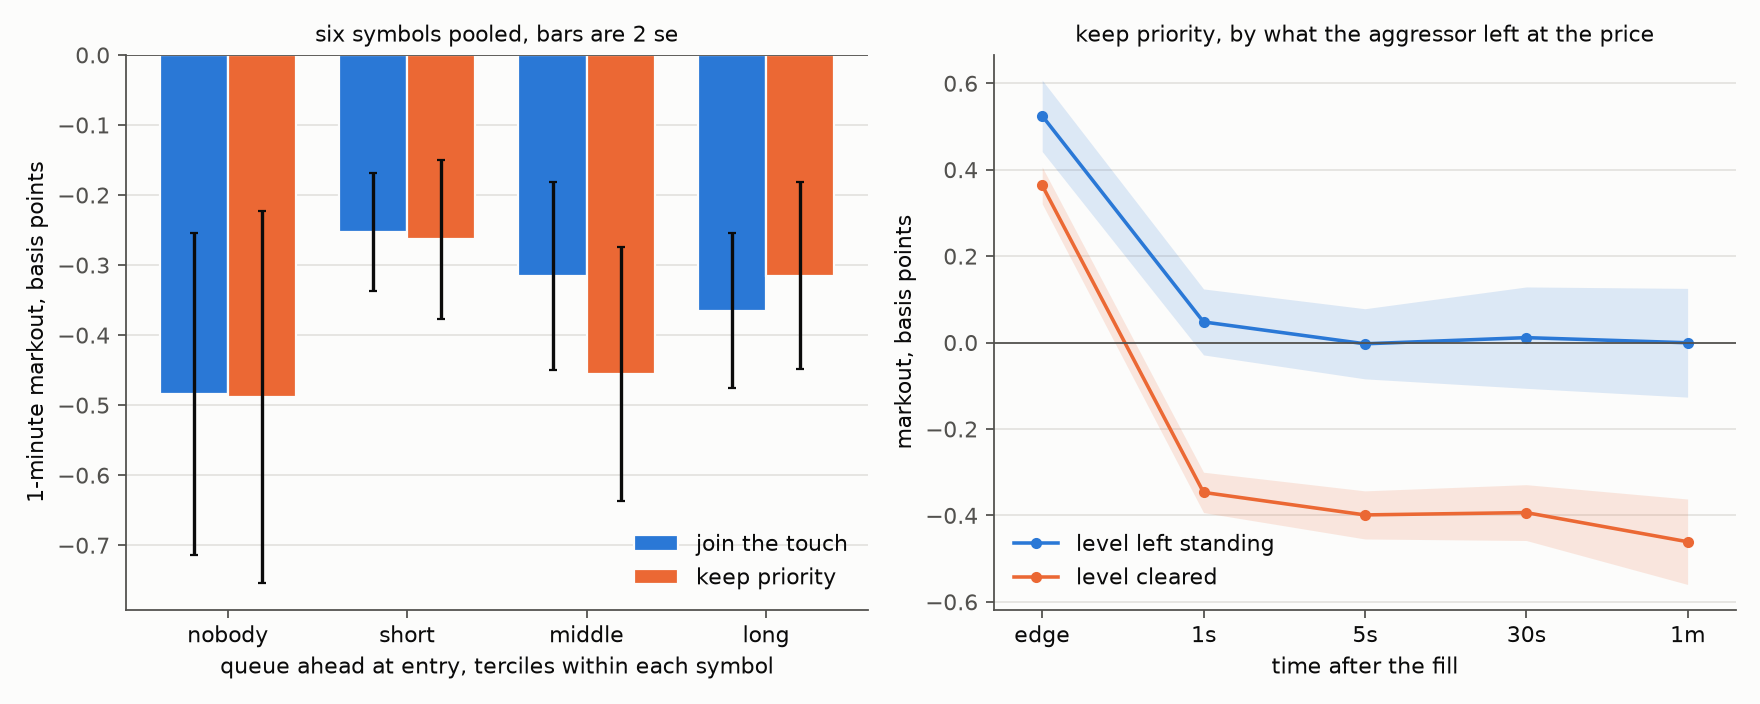 six symbols pooled, bars are 2 se
0.0
−0.1
−0.2
−0.3
−0.4
−0.5
−0.6
−0.7
1-minute markout, basis points
join the touch
keep priority
nobody
short
middle
long
queue ahead at entry, terciles within each symbol
keep priority, by what the aggressor left at the price
0.6
0.4
0.2
0.0
−0.2
−0.4
−0.6
markout, basis points
level left standing
level cleared
edge
1s
5s
30s
1m
time after the fill